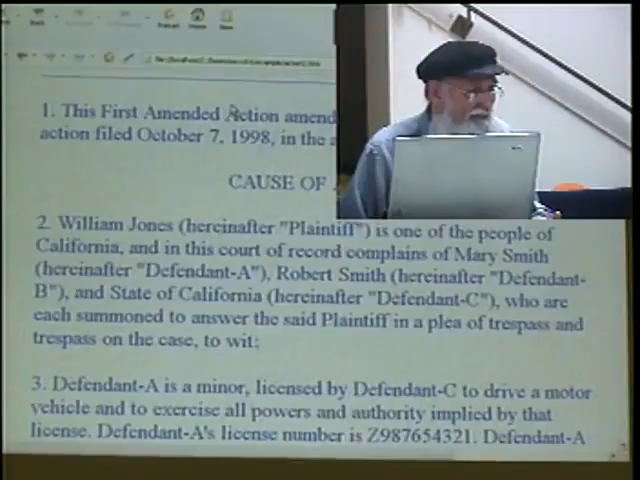 1. This First Amended Action amend
action filed October 7, 1998, in the
CAUSE OF
2. William Jones (hereinafter "Plaintiff") is one of the people of
California, and in this court of record complains of Mary Smith
(hereinafter "Defendant-A"), Robert Smith (hereinafter "Defendant-
B"), and State of California (hereinafter "Defendant-C"), who are
each summoned to answer the said Plaintiff in a plea of trespass and
trespass on the case, to wit:
3. Defendant-A is a minor, licensed by Defendant-C to drive a motor
vehicle and to exercise all powers and authority implied by that
license. Defendant-A's license number is Z987654321. Defendant-A